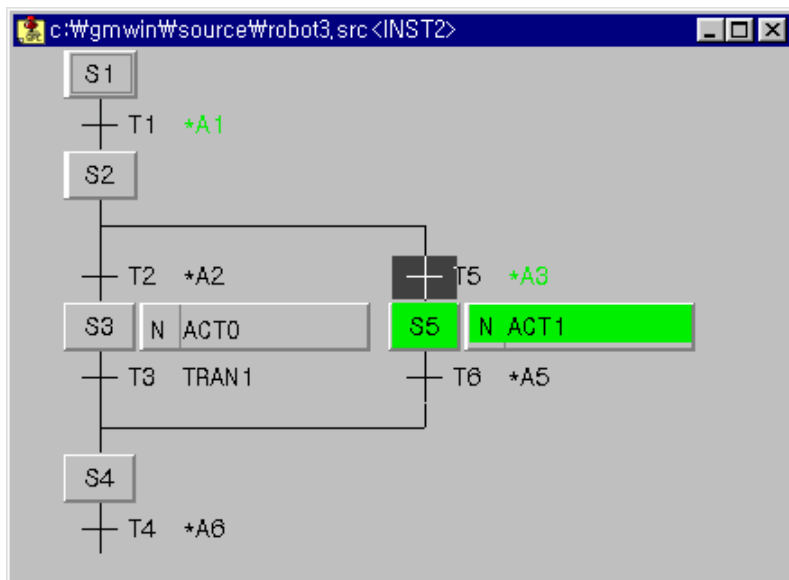 c:₩gmwin₩source₩robot3.src<INST2>
S1
T1 *A1
S2
T2 *A2 T5 *A3
S3 N ACT0 S5 N ACT1
T3 TRAN1 T6 *A5
S4
T4 *A6